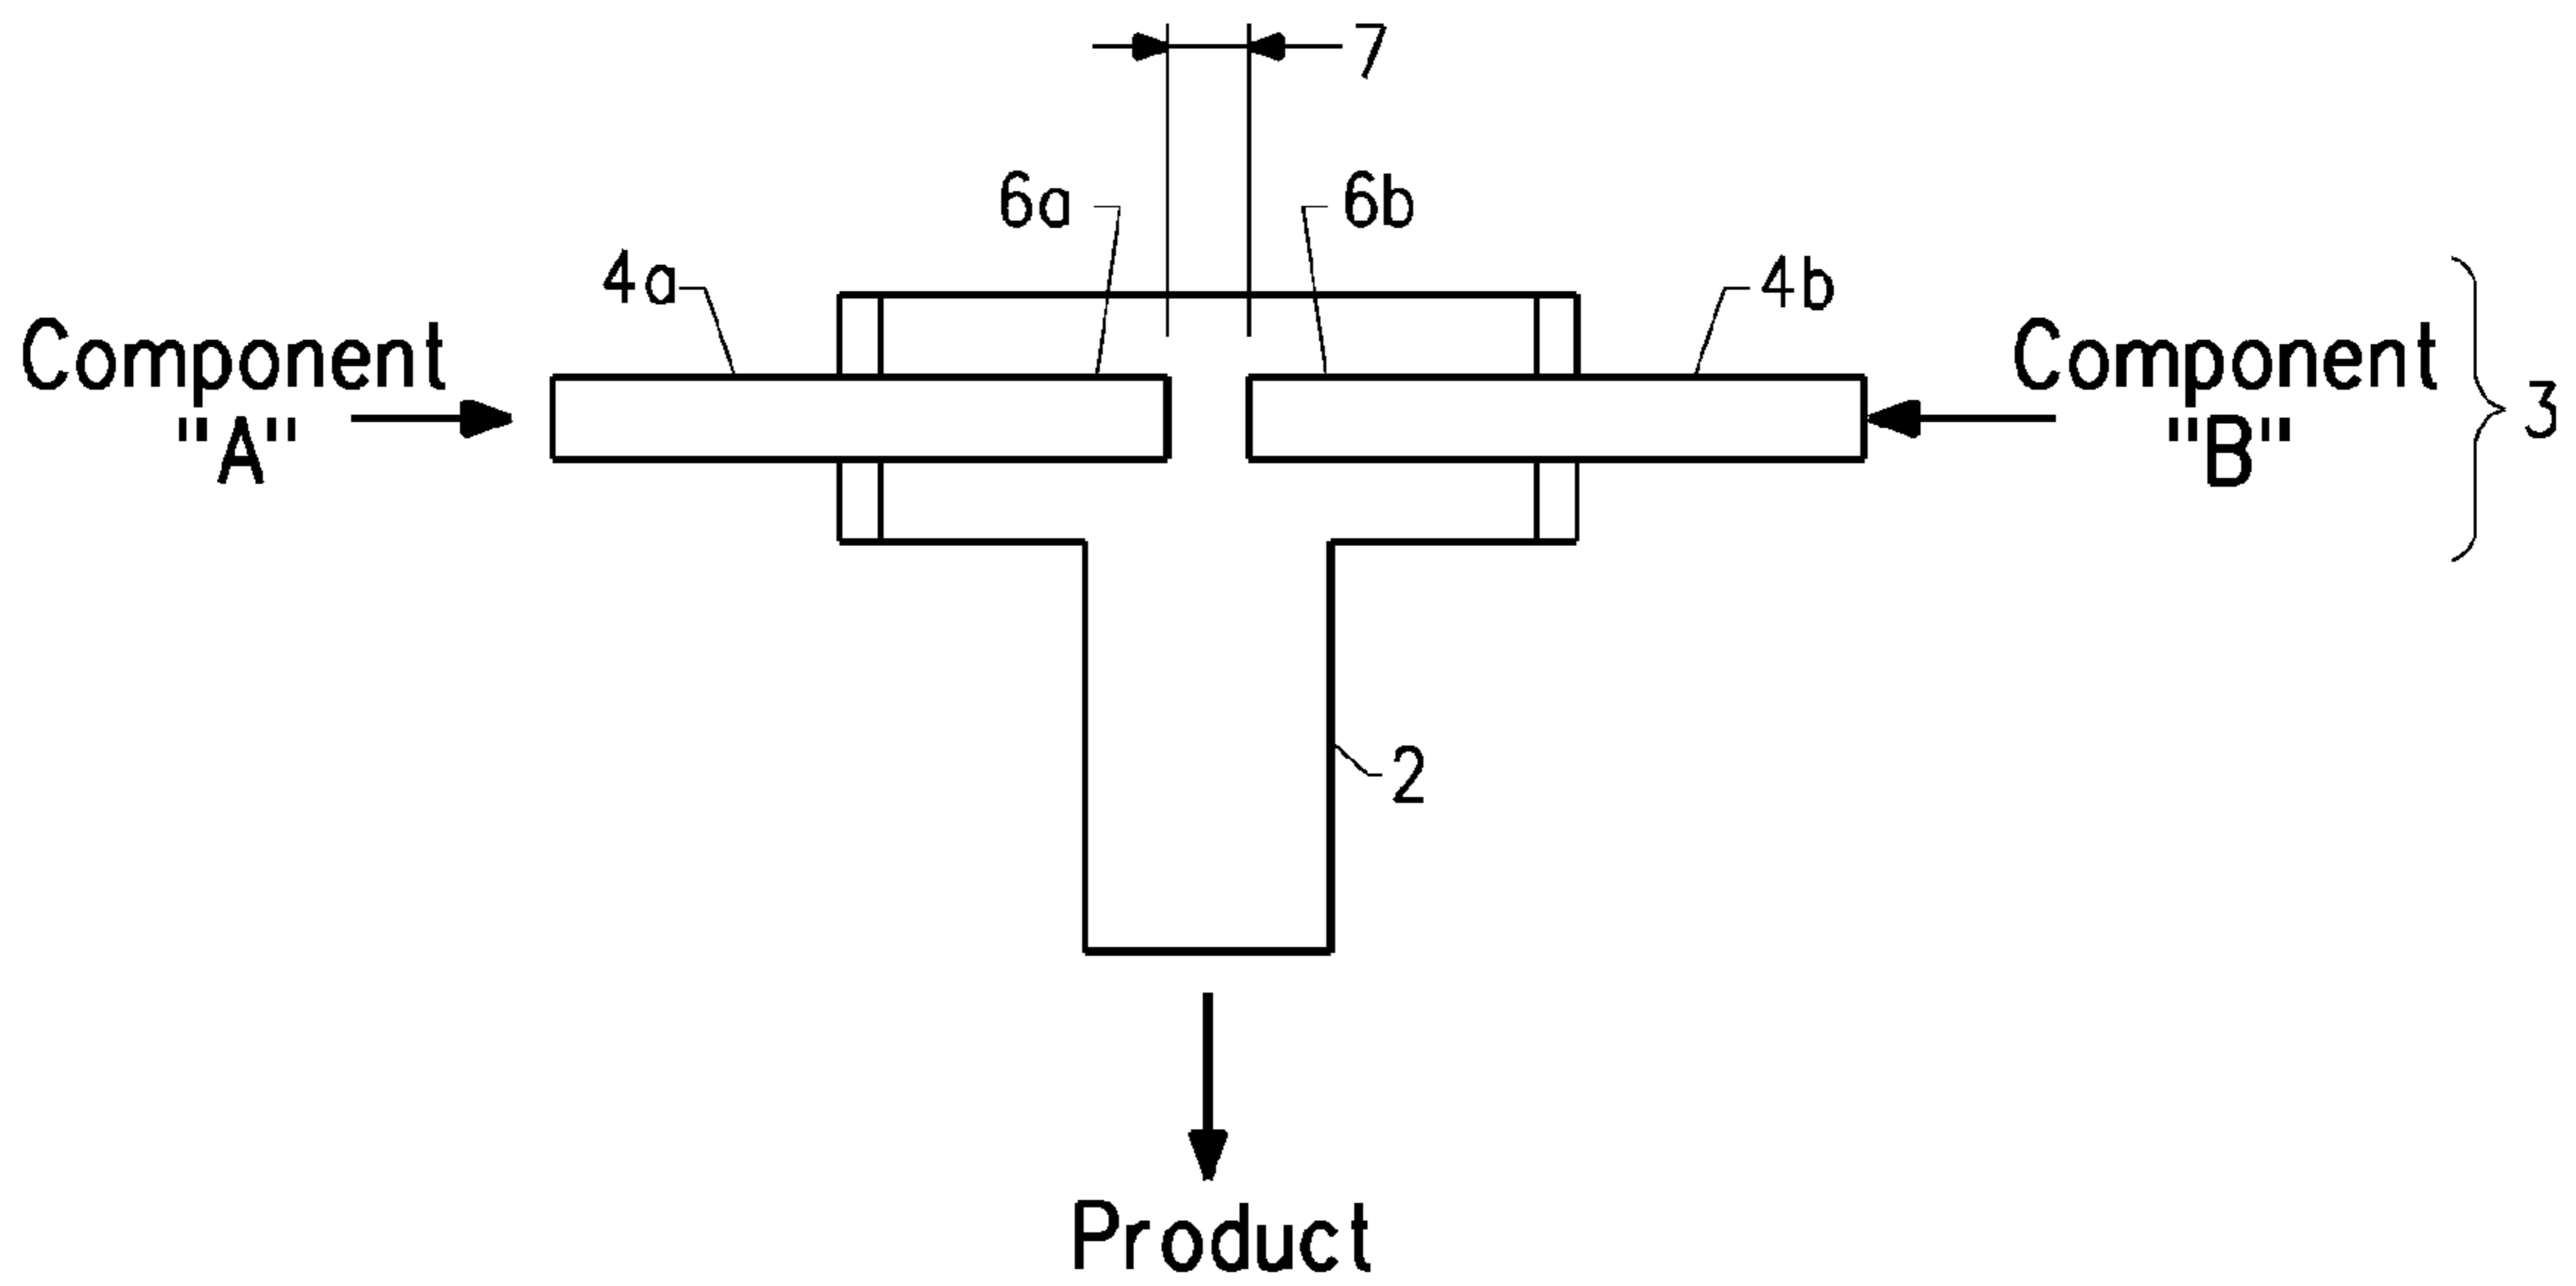 7
6a
6b
4a
4b
Component
"A"
Component
"B"
3
2
Product